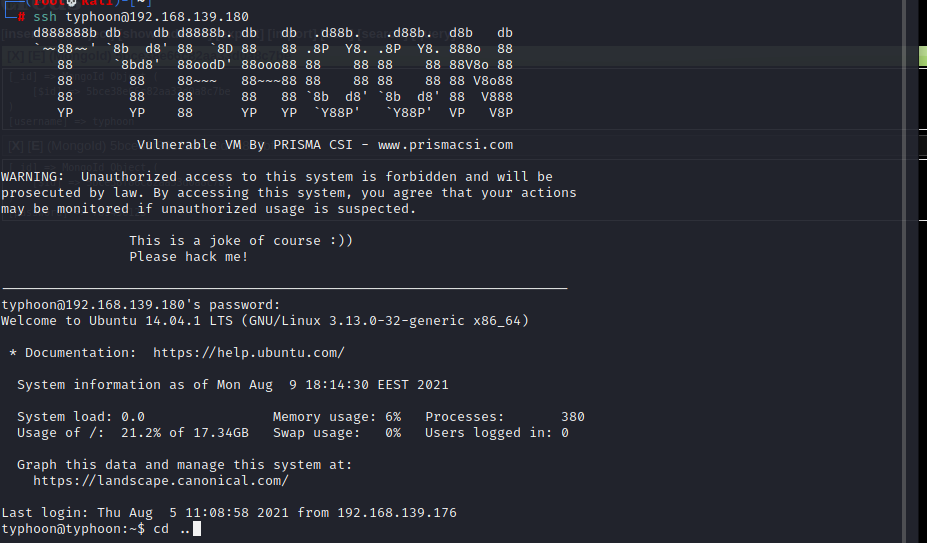 (root Kali)-[~]
# ssh typhoon@192.168.139.180
d888888b db    db d8888b. db   db  .d88b.   .d88b.  d8b   db
`~~88~~' `8b  d8' 88  `8D 88   88 .8P  Y8. .8P  Y8. 888o  88
   88     `8bd8'  88oodD' 88ooo88 88    88 88    88 88V8o 88
   88       88    88~~~   88~~~88 88    88 88    88 88 V8o88
   88       88    88      88   88 `8b  d8' `8b  d8' 88  V888
   YP       YP    88      YP   YP  `Y88P'   `Y88P'  VP   V8P
Vulnerable VM By PRISMA CSI - www.prismacsi.com
WARNING:  Unauthorized access to this system is forbidden and will be
prosecuted by law. By accessing this system, you agree that your actions
may be monitored if unauthorized usage is suspected.
This is a joke of course :))
Please hack me!
typhoon@192.168.139.180's password:
Welcome to Ubuntu 14.04.1 LTS (GNU/Linux 3.13.0-32-generic x86_64)
* Documentation:  https://help.ubuntu.com/
System information as of Mon Aug  9 18:14:30 EEST 2021
System load: 0.0                Memory usage: 6%   Processes:       380
Usage of /:  21.2% of 17.34GB   Swap usage:   0%   Users logged in: 0
Graph this data and manage this system at:
https://landscape.canonical.com/
Last login: Thu Aug  5 11:08:58 2021 from 192.168.139.176
typhoon@typhoon:~$ cd ..